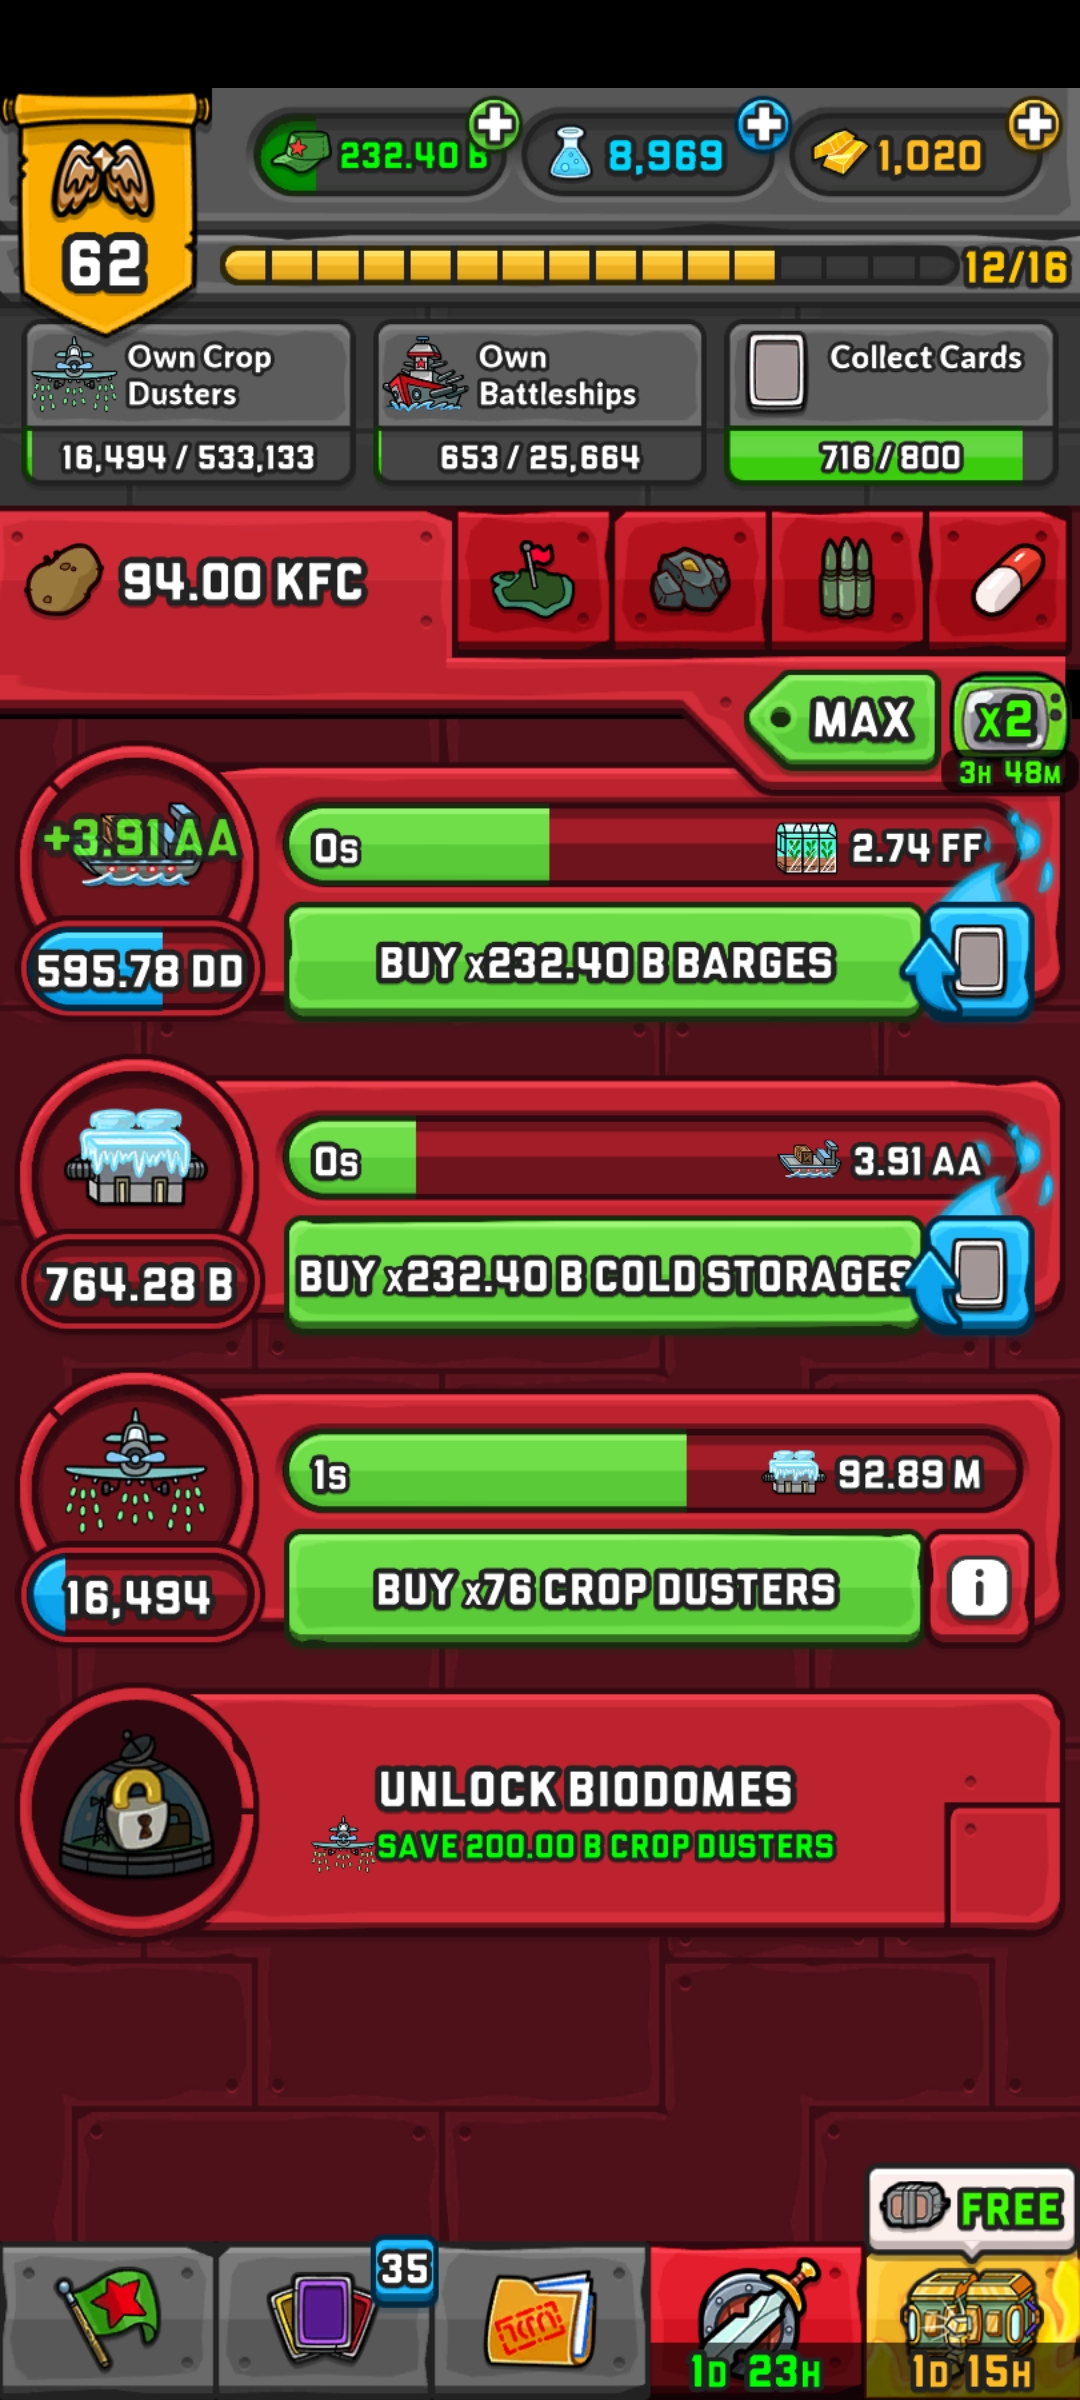 232.40 B
8,969
1,020
62
12/16
Own Crop
Dusters
16,494 / 533,133
Own
Battleships
653 / 25,664
Collect Cards
716 / 800
94.00 KFC
MAX
x2
3H 48M
+3.91 AA
0s
2.74 FF
595.78 DD
BUY x232.40 B BARGES
0s
3.91 AA
764.28 B
BUY x232.40 B COLD STORAGES
1s
92.89 M
16,494
BUY x76 CROP DUSTERS
i
UNLOCK BIODOMES
SAVE 200.00 B CROP DUSTERS
FREE
35
1D 23H
1D 15H